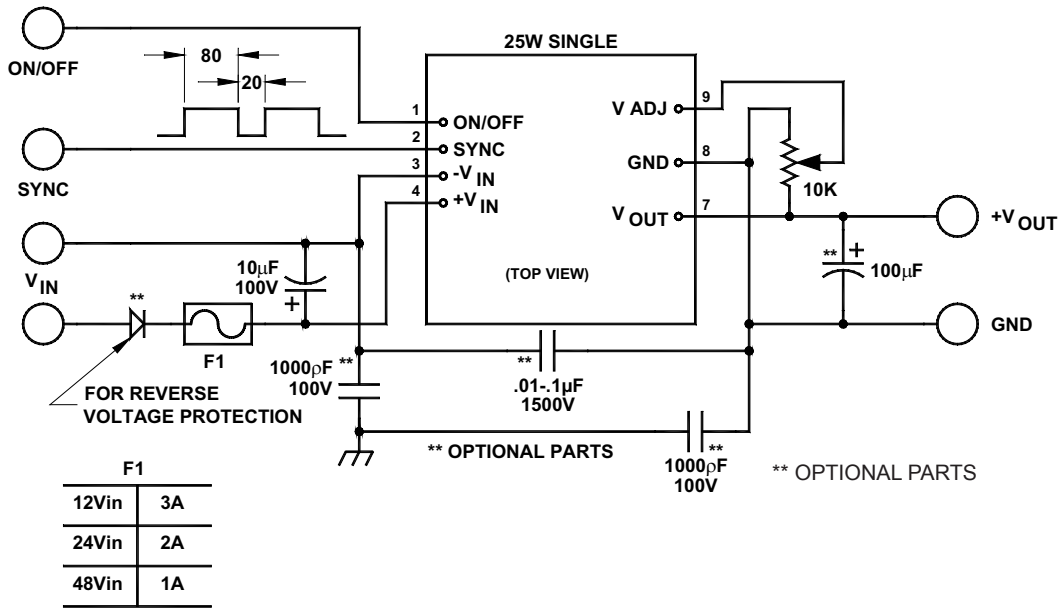 25W SINGLE
ON/OFF
80
20
1
ON/OFF
2
SYNC
3
-V IN
4
+V IN
SYNC
V ADJ
9
GND
8
V OUT
7
10K
+V OUT
** +
100µF
GND
(TOP VIEW)
V IN
10µF
100V
+
**
F1
FOR REVERSE
VOLTAGE PROTECTION
1000ρF **
100V
**
.01-.1µF
1500V
** OPTIONAL PARTS
**
1000ρF
100V
** OPTIONAL PARTS
F1
12Vin 3A
24Vin 2A
48Vin 1A